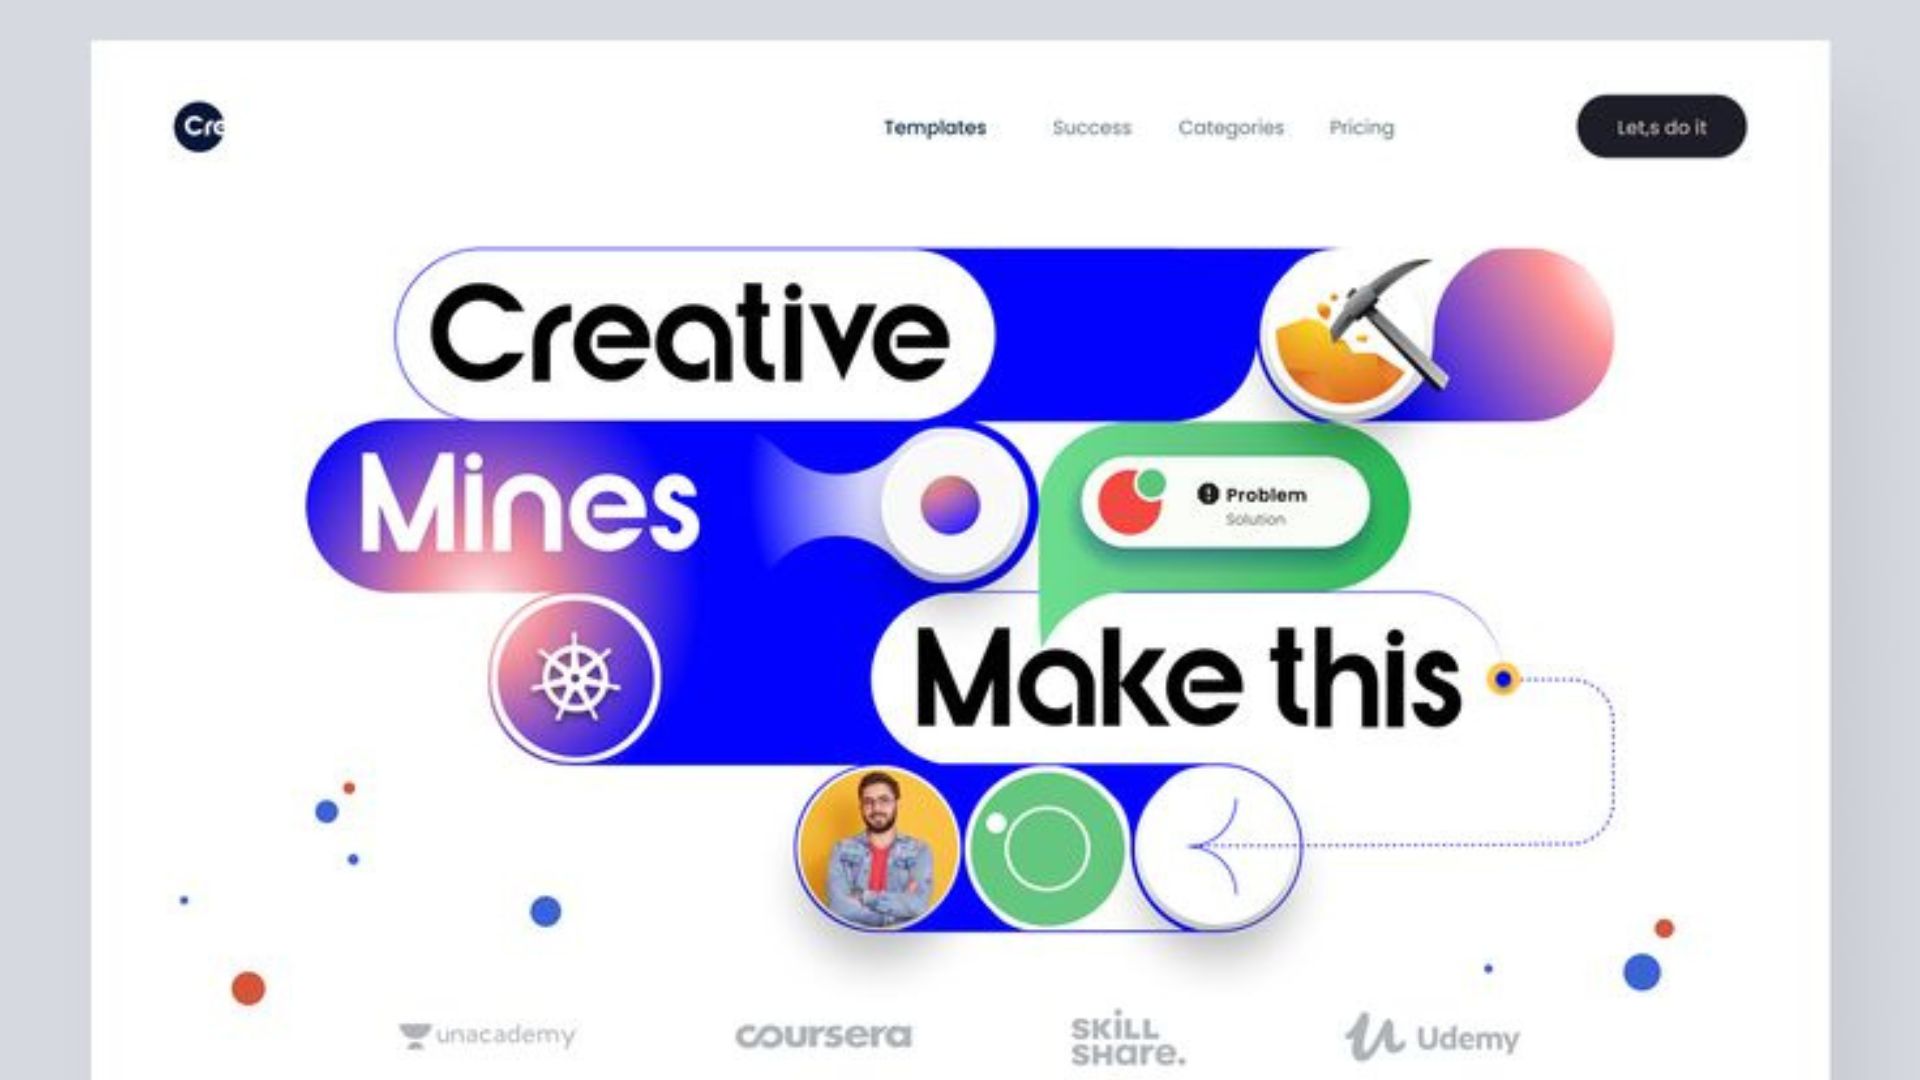 Cre
Templates Success Categories Pricing
Let,s do it
Creative
Mines
Problem
Solution
Make this
unacademy
coursera
SKILL
SHare.
Udemy